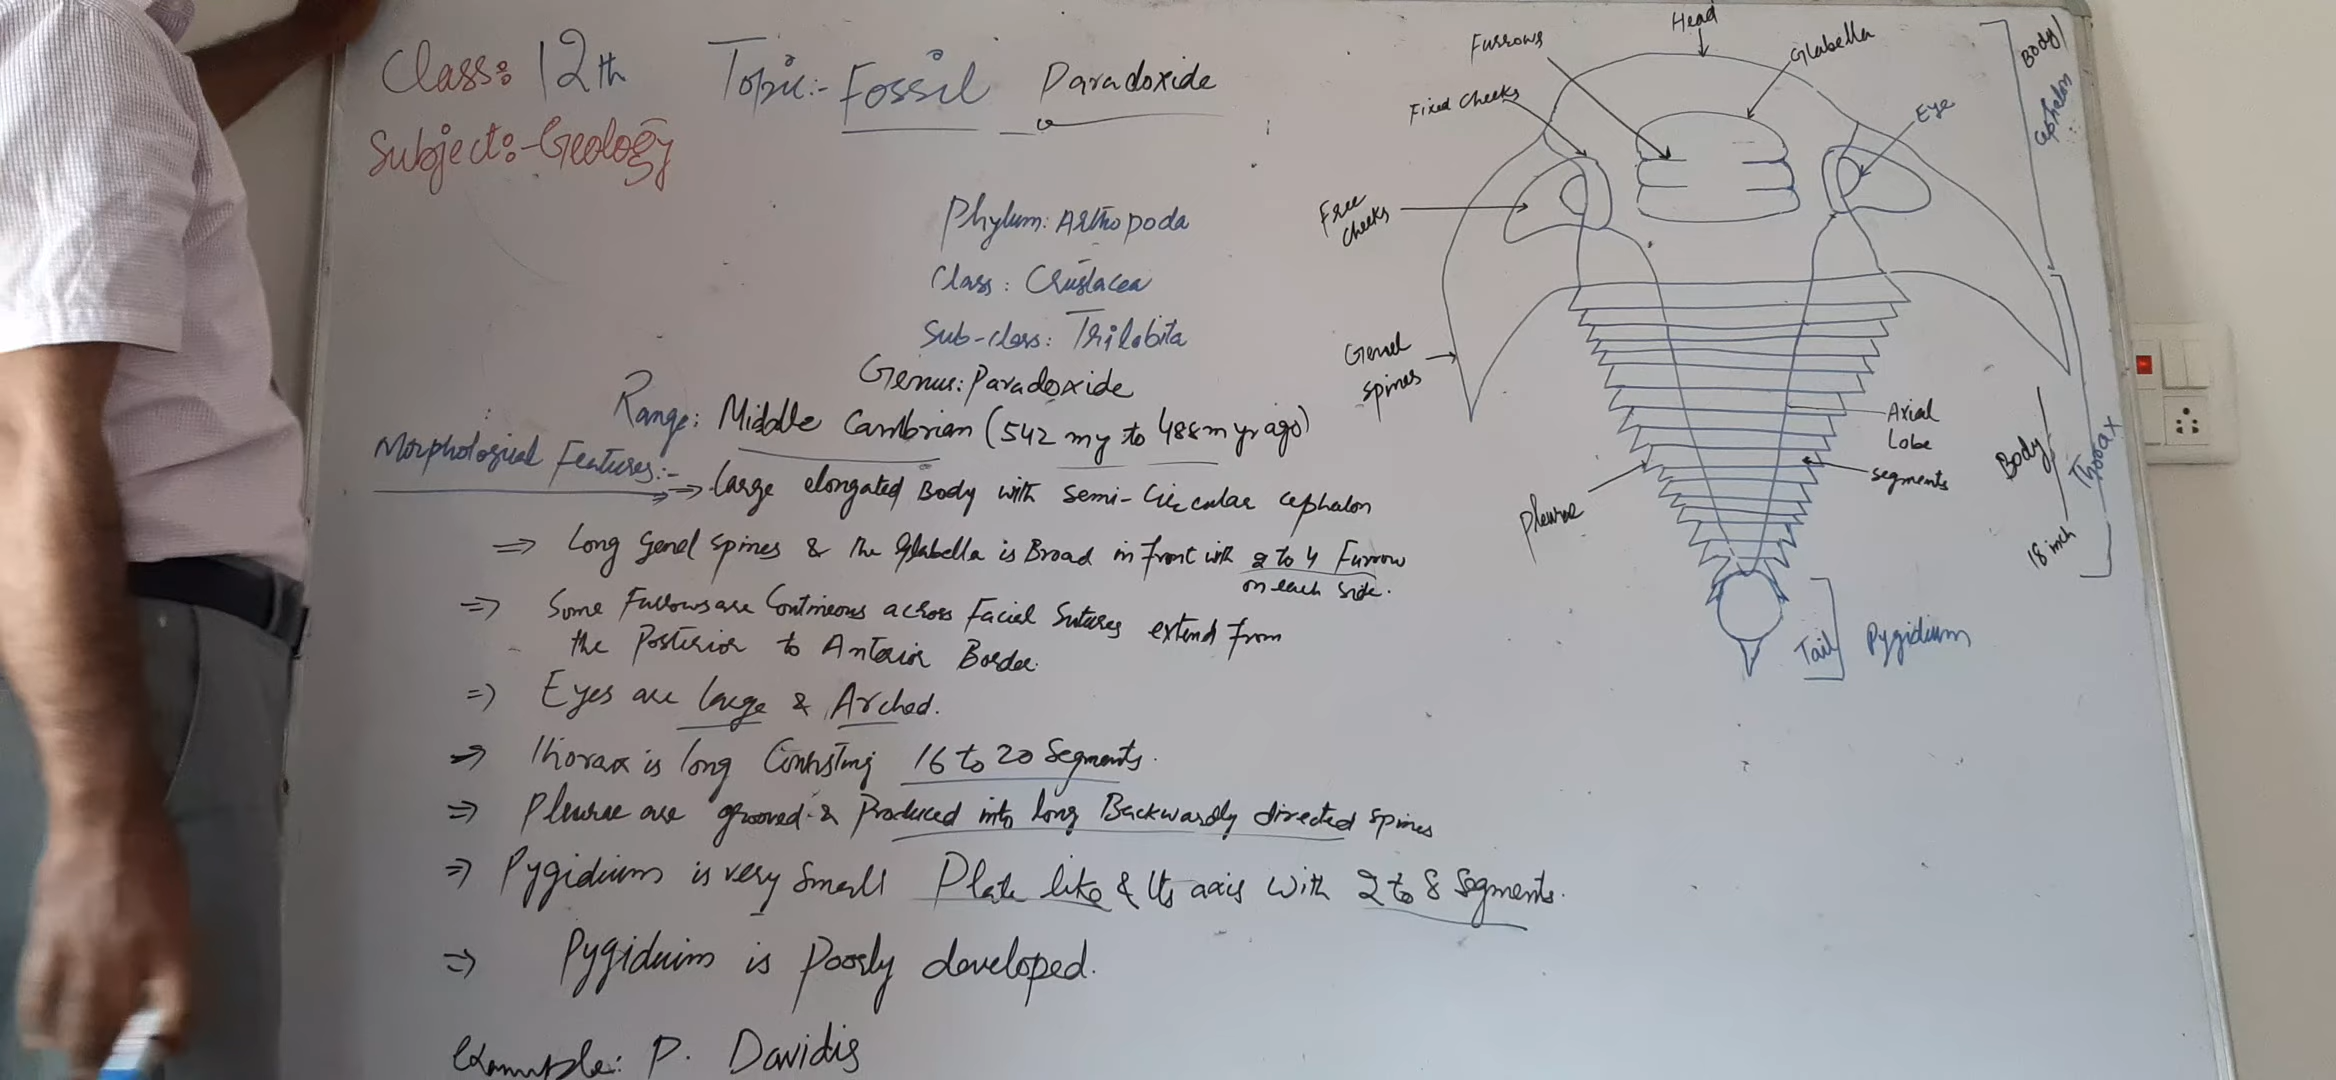 Class:- 12th
Subject:- Geology
Topic:- Fossil Paradoxide
Phylum: Arthopoda
Class: Crustacea
Sub-class: Trilobita
Genus: Paradoxide
Range: Middle Cambrian (542 my to 488 m yr ago)
Morphological Features:-
⇒ Large elongated Body with Semi-Circular cephalon
⇒ Long Genel Spines & the Glabella is Broad in front with 2 to 4 Furrow
on each side.
⇒ Some Furrows are Contineous across Facial Sutures extend from
the Posterior to Anterior Border.
⇒ Eyes are large & Arched.
⇒ Thorax is long Consisting 16 to 20 Segments.
⇒ Pleurae are grooved & Produced into long Backwardly directed spines
⇒ Pygidium is very Small Plate like & Its axis with 2 to 8 Segments.
⇒ Pygidium is Poorly developed.
Example: P. Davidis
Head
Furrows
Glabella
Fixed Cheeks
Eye
Free
Cheeks
Genel
spines
Axial
Lobe
segments
Pleurae
Body
Cephalon
Body
Thorax
18 inch
Tail
Pygidium